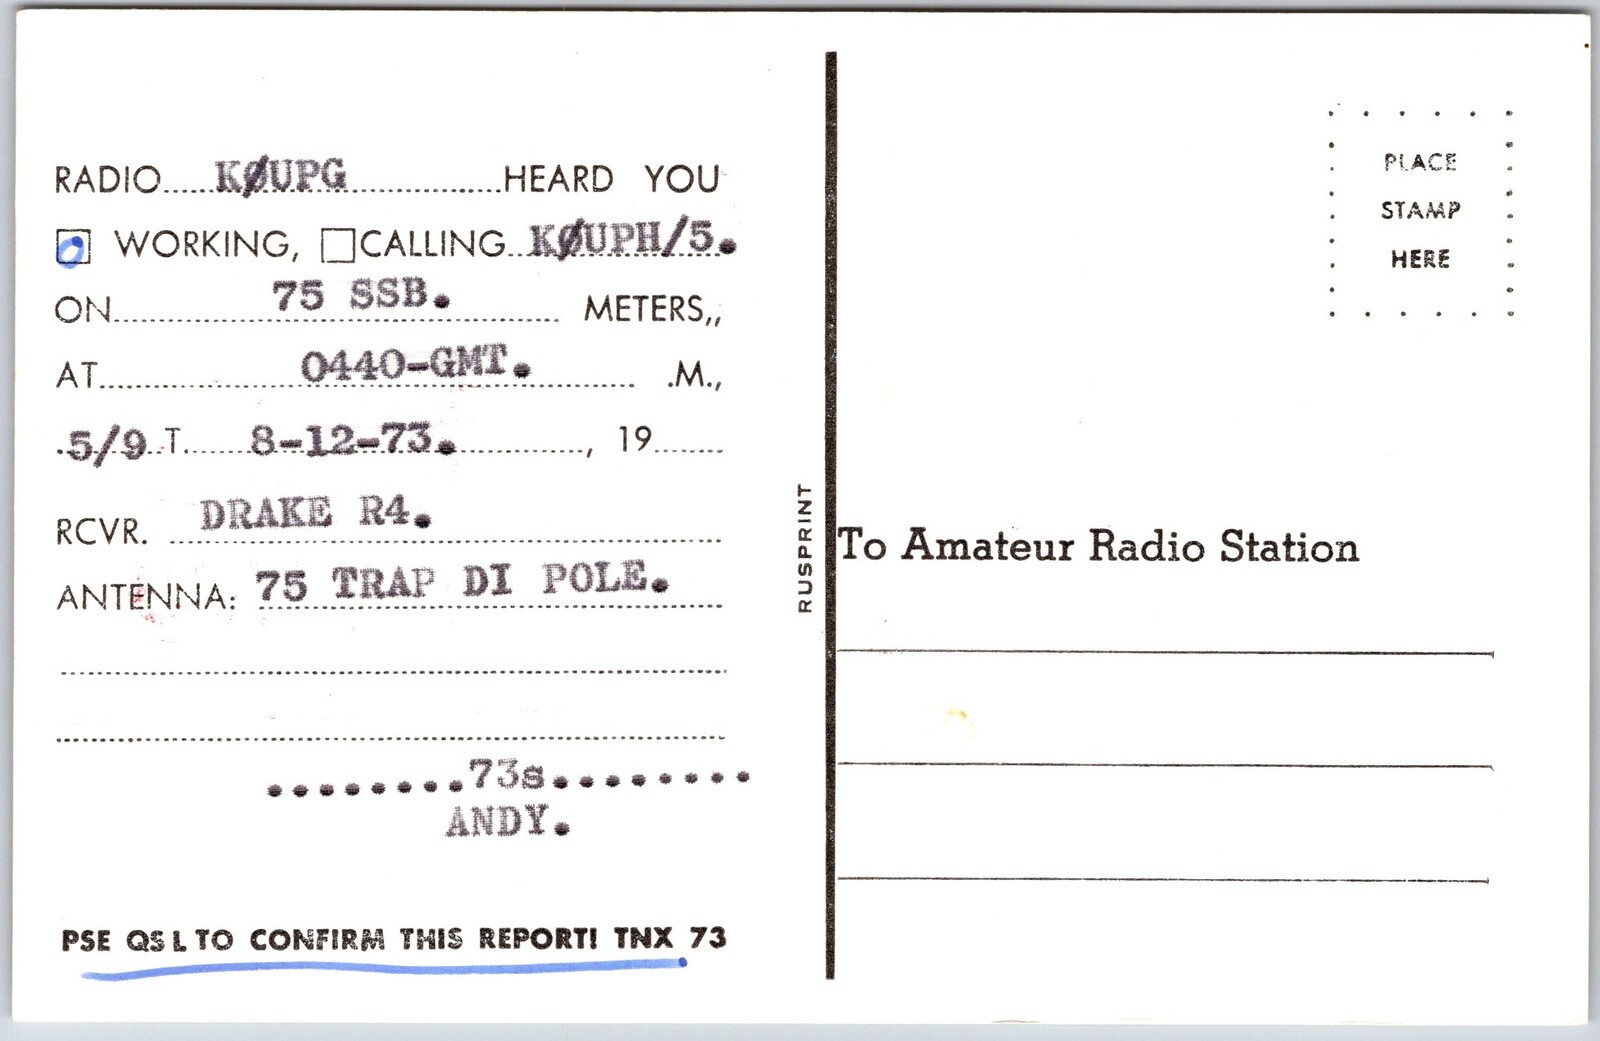 RADIO.....KØUPG..............HEARD YOU
WORKING, CALLING..KØUPH/5.
ON.....75 SSB......METERS,,
AT.....0440-GMT......M.,
.5/9.T.....8-12-73....., 19.....
RCVR. DRAKE R4.
ANTENNA: 75 TRAP DI POLE.
........73s........
ANDY.
PSE QSL TO CONFIRM THIS REPORT! TNX 73
RUSPRINT
PLACE
STAMP
HERE
To Amateur Radio Station